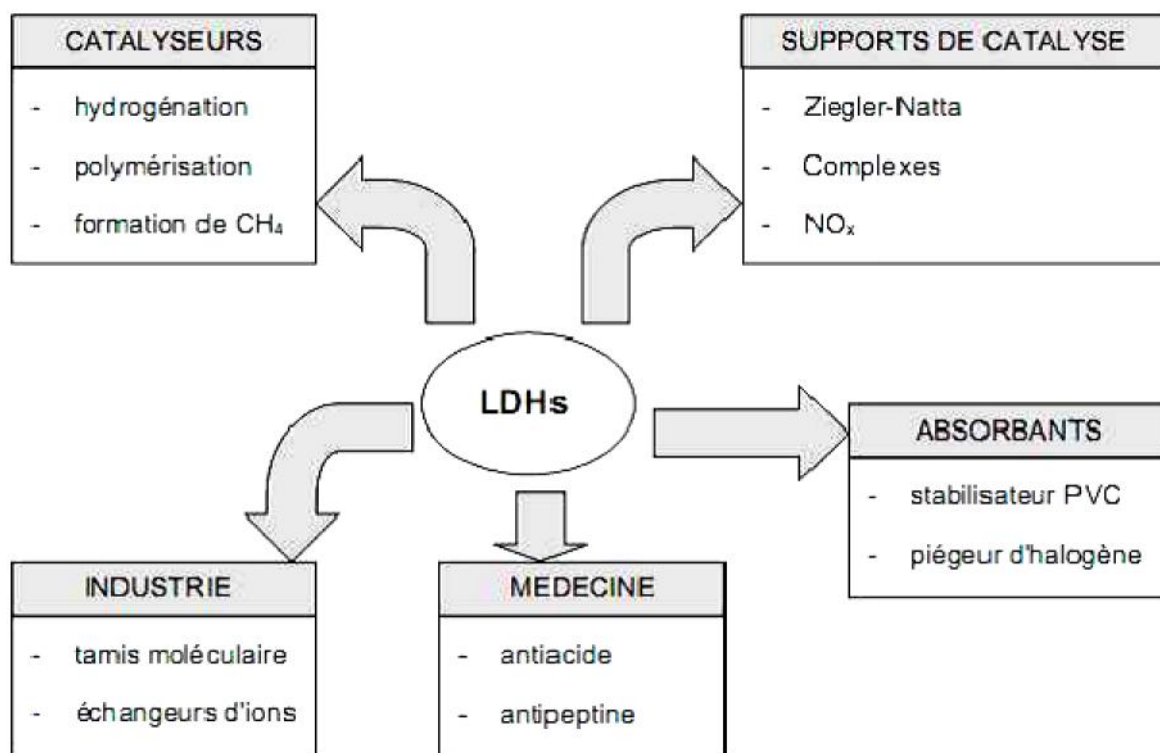 CATALYSEURS
- hydrogénation
- polymérisation
- formation de CH₄
SUPPORTS DE CATALYSE
- Ziegler-Natta
- Complexes
- NOₓ
LDHs
ABSORBANTS
- stabilisateur PVC
- piégeur d'halogène
INDUSTRIE
- tamis moléculaire
- échangeurs d'ions
MEDECINE
- antiacide
- antipeptine